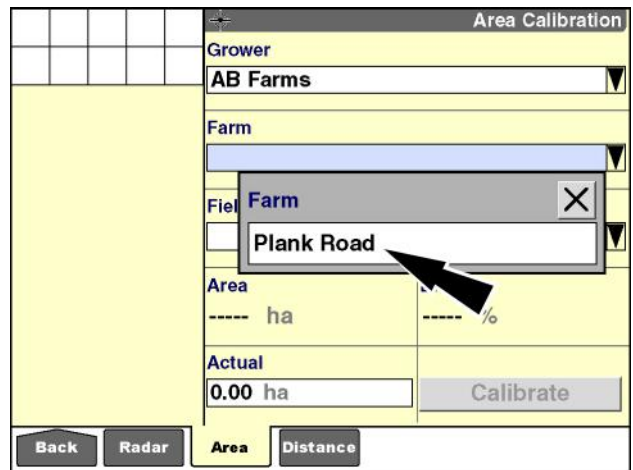 Area Calibration
Grower
AB Farms
Farm
Farm
Plank Road
Area
----- ha
----- %
Actual
0.00 ha
Calibrate
Back Radar Area Distance